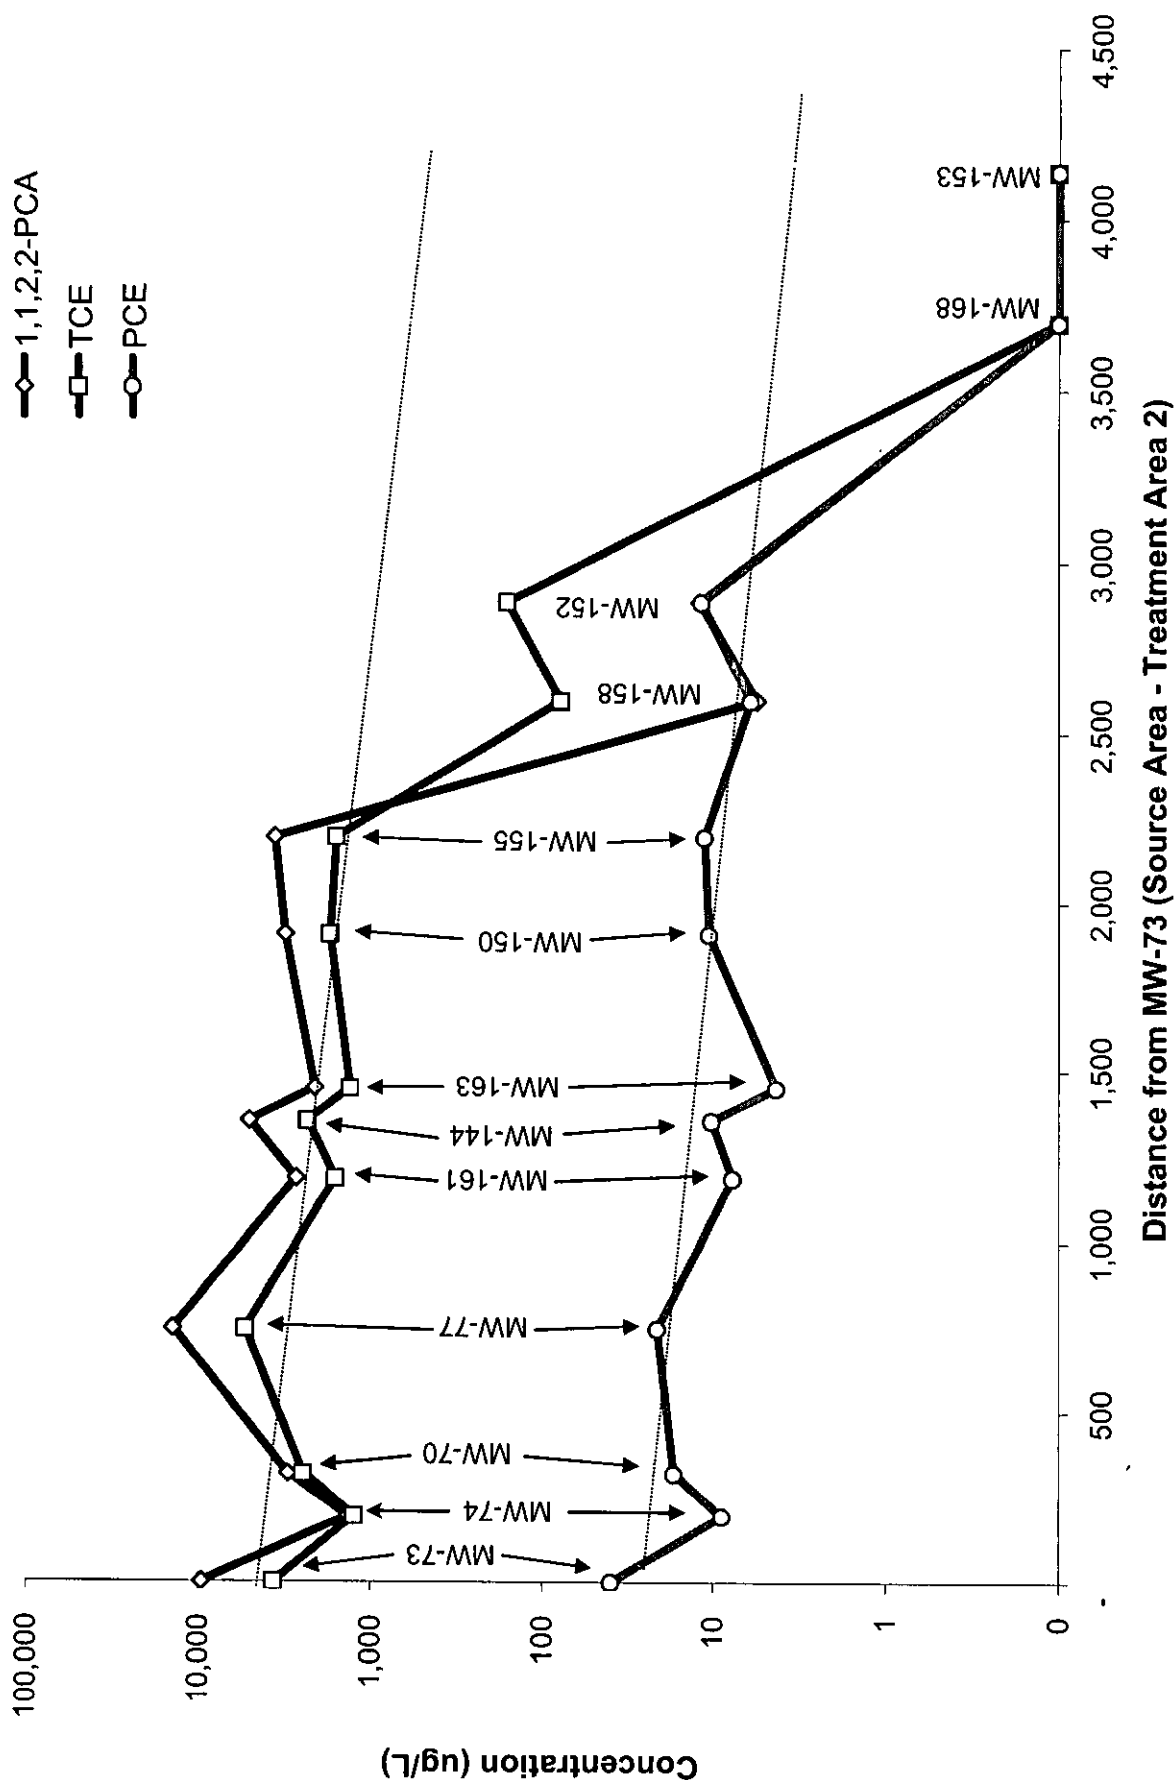 1,1,2,2-PCA
TCE
PCE
100,000
10,000
1,000
100
10
1
0
Concentration (ug/L)
MW-73
MW-74
MW-70
MW-77
MW-161
MW-144
MW-163
MW-150
MW-155
MW-158
MW-152
MW-168
MW-153
-
500
1,000
1,500
2,000
2,500
3,000
3,500
4,000
4,500
Distance from MW-73 (Source Area - Treatment Area 2)